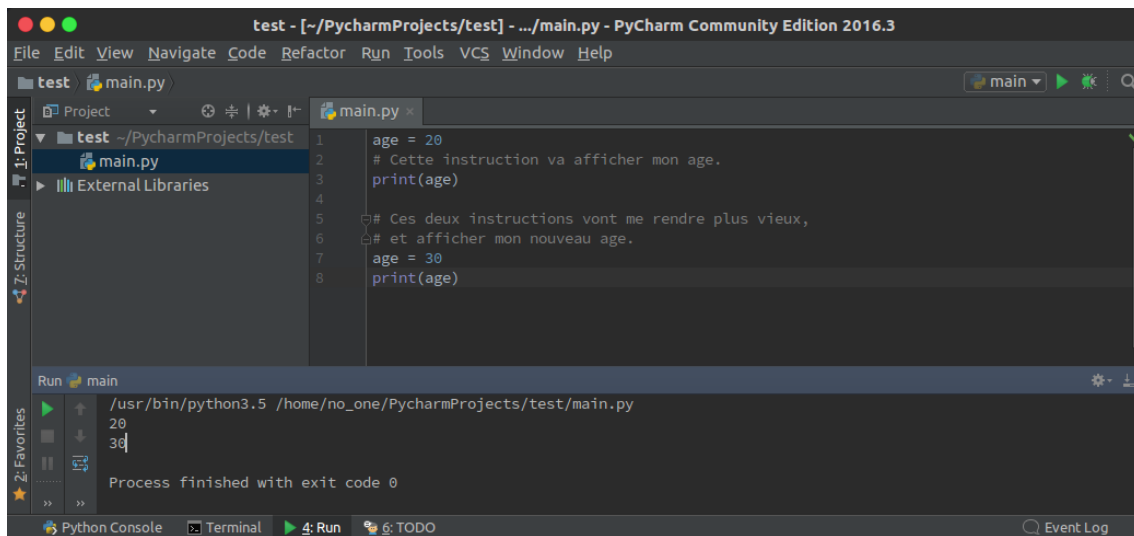 test - [~/PycharmProjects/test] - .../main.py - PyCharm Community Edition 2016.3
File Edit View Navigate Code Refactor Run Tools VCS Window Help
test main.py main
1: Project
7: Structure
2: Favorites
Project
test ~/PycharmProjects/test
main.py
External Libraries
main.py ×
1 age = 20
2 # Cette instruction va afficher mon age.
3 print(age)
4
5 # Ces deux instructions vont me rendre plus vieux,
6 # et afficher mon nouveau age.
7 age = 30
8 print(age)
Run main
/usr/bin/python3.5 /home/no_one/PycharmProjects/test/main.py
20
30
Process finished with exit code 0
» »
Python Console Terminal 4: Run 6: TODO Event Log